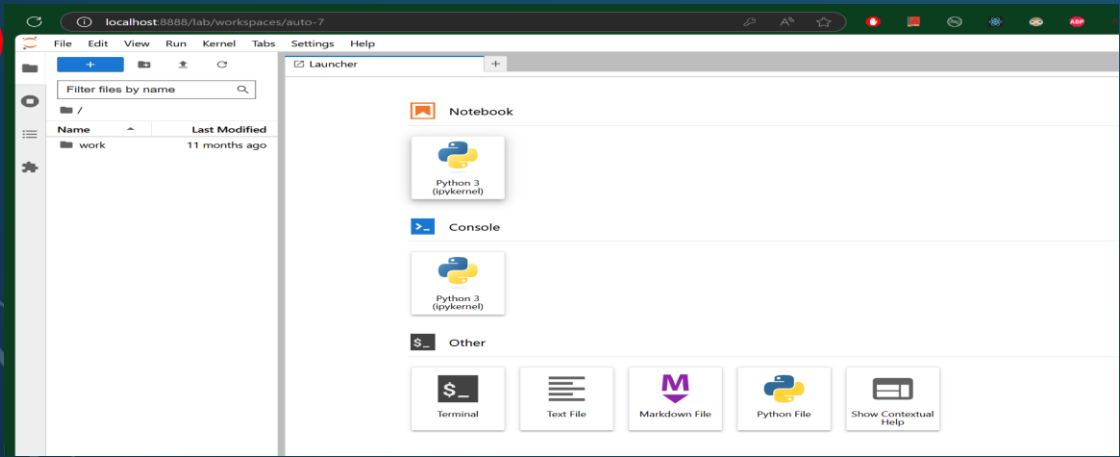 localhost:8888/lab/workspaces/auto-7
File Edit View Run Kernel Tabs Settings Help
+
Launcher
+
Filter files by name
/
Name Last Modified
work 11 months ago
Notebook
Python 3
(ipykernel)
>_ Console
Python 3
(ipykernel)
$_ Other
$_
M
Terminal Text File Markdown File Python File Show Contextual
Help
ABP